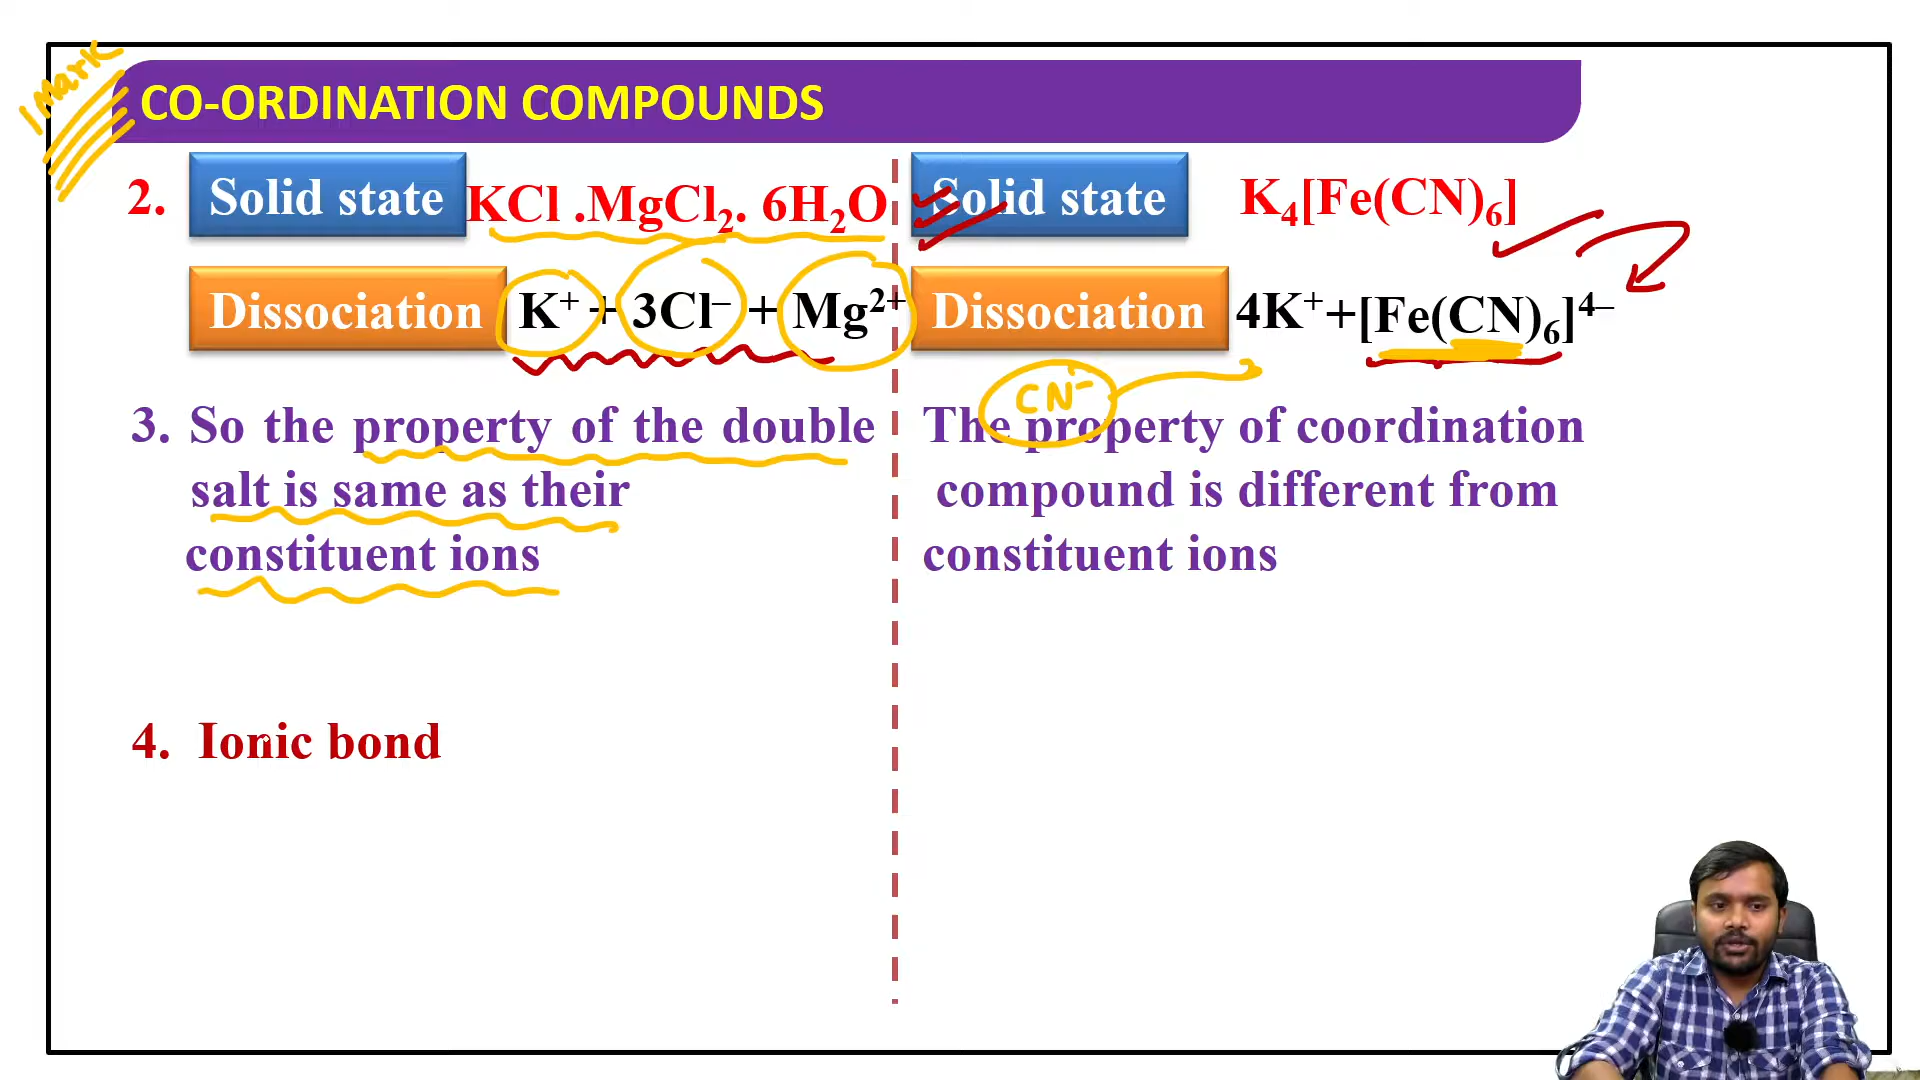 1 Mark
CO-ORDINATION COMPOUNDS
2. Solid state KCl .MgCl₂. 6H₂O
Dissociation K⁺ + 3Cl⁻ + Mg²⁺
3. So the property of the double
salt is same as their
constituent ions
4. Ionic bond
Solid state K₄[Fe(CN)₆]
Dissociation 4K⁺+[Fe(CN)₆]⁴⁻
CN⁻
The property of coordination
compound is different from
constituent ions